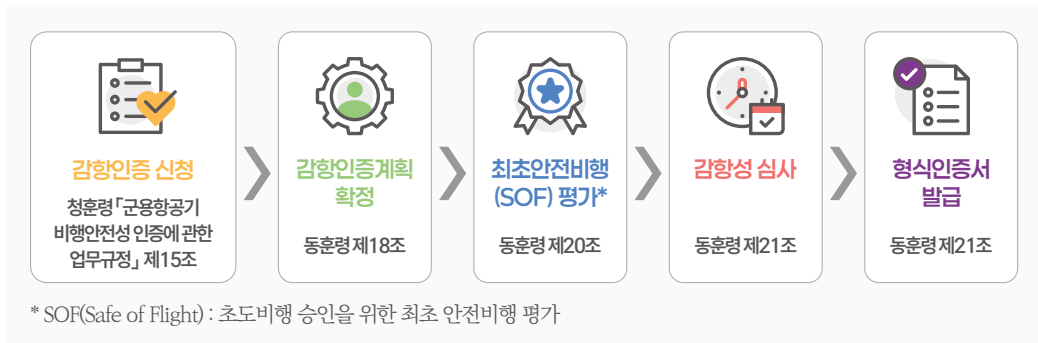 감항인증 신청
청훈령 「군용항공기
비행안전성 인증에 관한
업무규정」 제15조
감항인증계획
확정
동훈령 제18조
최초안전비행
(SOF) 평가*
동훈령 제20조
감항성 심사
동훈령 제21조
형식인증서
발급
동훈령 제21조
* SOF(Safe of Flight) : 초도비행 승인을 위한 최초 안전비행 평가